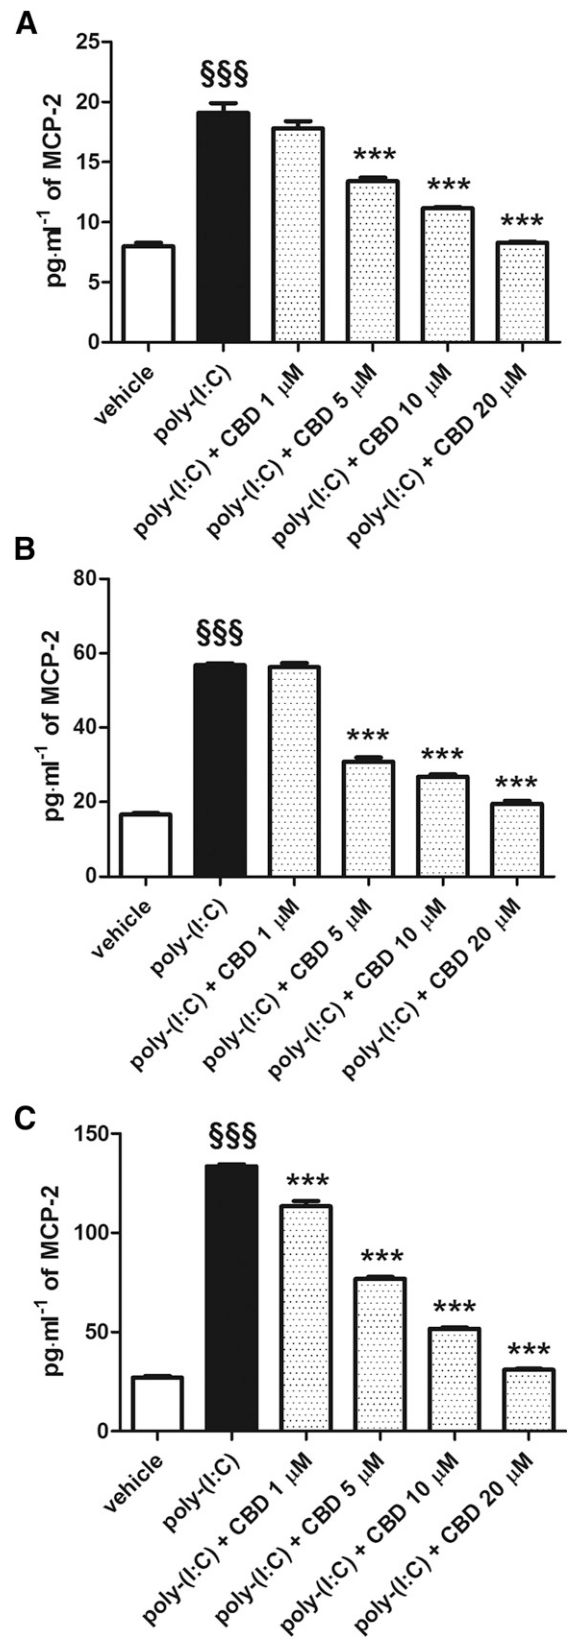 A
pg·ml-1 of MCP-2
25
20
15
10
5
0
§§§
***
***
***
vehicle
poly-(I:C)
poly-(I:C) + CBD 1 μM
poly-(I:C) + CBD 5 μM
poly-(I:C) + CBD 10 μM
poly-(I:C) + CBD 20 μM
B
pg·ml-1 of MCP-2
80
60
40
20
0
§§§
***
***
***
vehicle
poly-(I:C)
poly-(I:C) + CBD 1 μM
poly-(I:C) + CBD 5 μM
poly-(I:C) + CBD 10 μM
poly-(I:C) + CBD 20 μM
C
pg·ml-1 of MCP-2
150
100
50
0
§§§
***
***
***
***
vehicle
poly-(I:C)
poly-(I:C) + CBD 1 μM
poly-(I:C) + CBD 5 μM
poly-(I:C) + CBD 10 μM
poly-(I:C) + CBD 20 μM